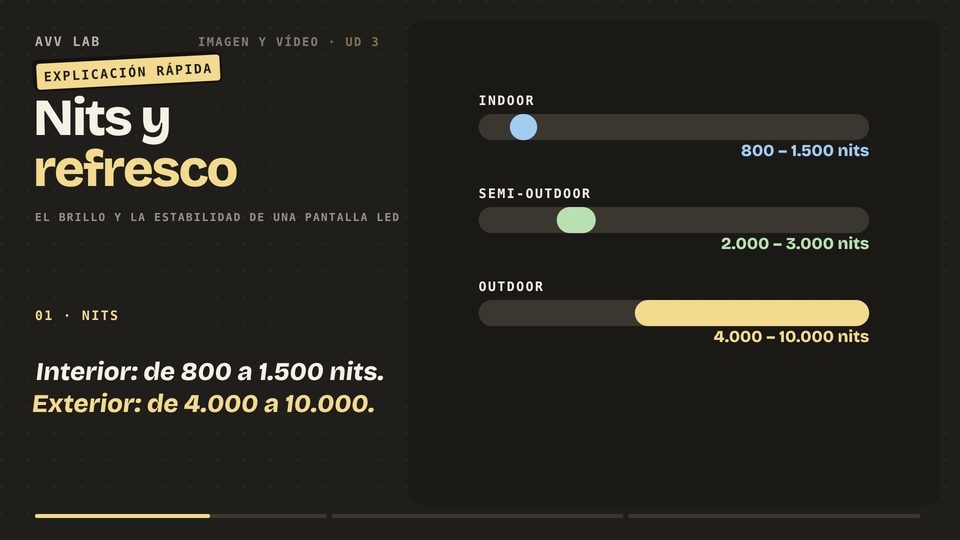 AVV LAB
IMAGEN Y VÍDEO · UD 3
EXPLICACIÓN RÁPIDA
Nits y
refresco
EL BRILLO Y LA ESTABILIDAD DE UNA PANTALLA LED
01 · NITS
Interior: de 800 a 1.500 nits.
Exterior: de 4.000 a 10.000.
INDOOR
800 – 1.500 nits
SEMI-OUTDOOR
2.000 – 3.000 nits
OUTDOOR
4.000 – 10.000 nits